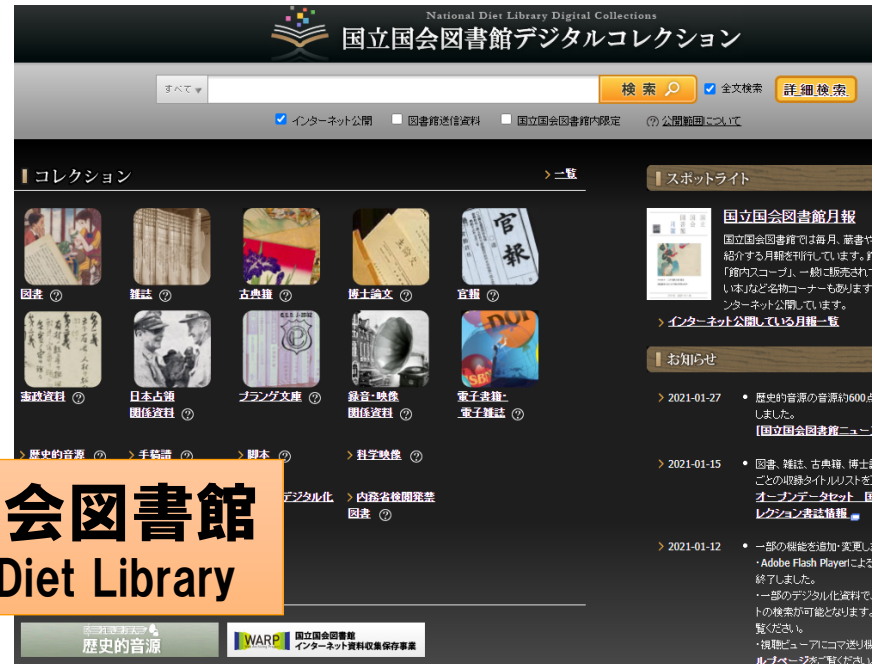 National Diet Library Digital Collections
国立国会図書館デジタルコレクション
すべて
検索
全文検索
詳細検索
インターネット公開
図書館送信資料
国立国会図書館内限定
(?) 公開範囲について
コレクション
> 一覧
図書 ?
雑誌 ?
古典籍 ?
博士論文 ?
官報 ?
官報
憲政資料 ?
日本占領
関係資料 ?
プランゲ文庫 ?
録音・映像
関係資料 ?
電子書籍・
電子雑誌 ?
> 歴史的音源 ?
> 手稿譜 ?
> 脚本 ?
> 科学映像 ?
デジタル化
> 内務省検閲発禁
図書 ?
会図書館
Diet Library
歴史的音源
WARP 国立国会図書館
インターネット資料収集保存事業
スポットライト
国立国会図書館月報
国立国会図書館では毎月、蔵書や
紹介する月報を刊行しています。
「館内スコープ」、一般に販売されて
い本」など名物コーナーもあります
ンターネット公開しています。
> インターネット公開している月報一覧
お知らせ
> 2021-01-27
• 歴史的音源の音源約600点
しました。
[国立国会図書館ニュー
> 2021-01-15
• 図書、雑誌、古典籍、博士
ごとの収録タイトルリストを
オープンデータセット 国
レクション書誌情報
> 2021-01-12
• 一部の機能を追加・変更し
・Adobe Flash Playerによる
終了しました。
・一部のデジタル化資料で、
トの検索が可能となります。
覧ください。
・視聴ビューアにコマ送り機
ルプページをご覧ください